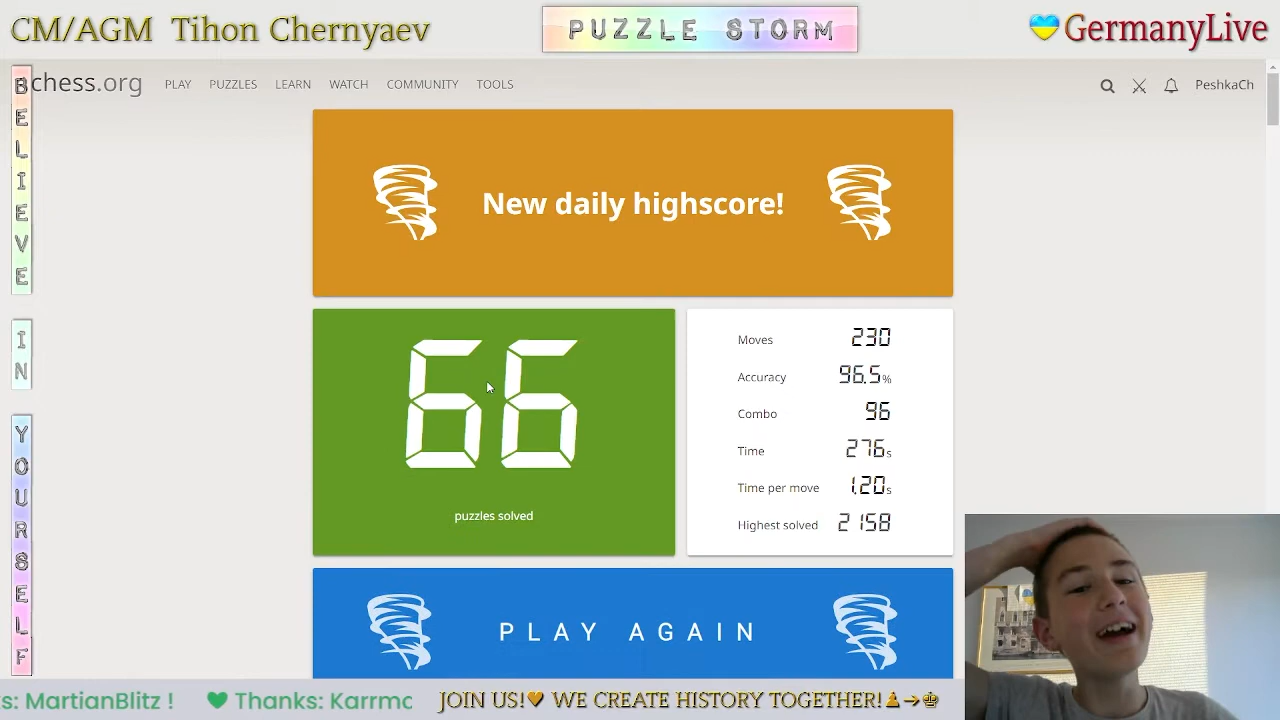 CM/AGM Tihon Chernyaev
PUZZLE STORM
GermanyLive
chess.org
PLAY PUZZLES LEARN WATCH COMMUNITY TOOLS
PeshkaCh
BELIEVE
IN
YOURSELF
New daily highscore!
66
puzzles solved
Moves 230
Accuracy 96.5%
Combo 96
Time 276s
Time per move 1.20s
Highest solved 2158
PLAY AGAIN
s: MartianBlitz ! Thanks: Karrmo
JOIN US! WE CREATE HISTORY TOGETHER!